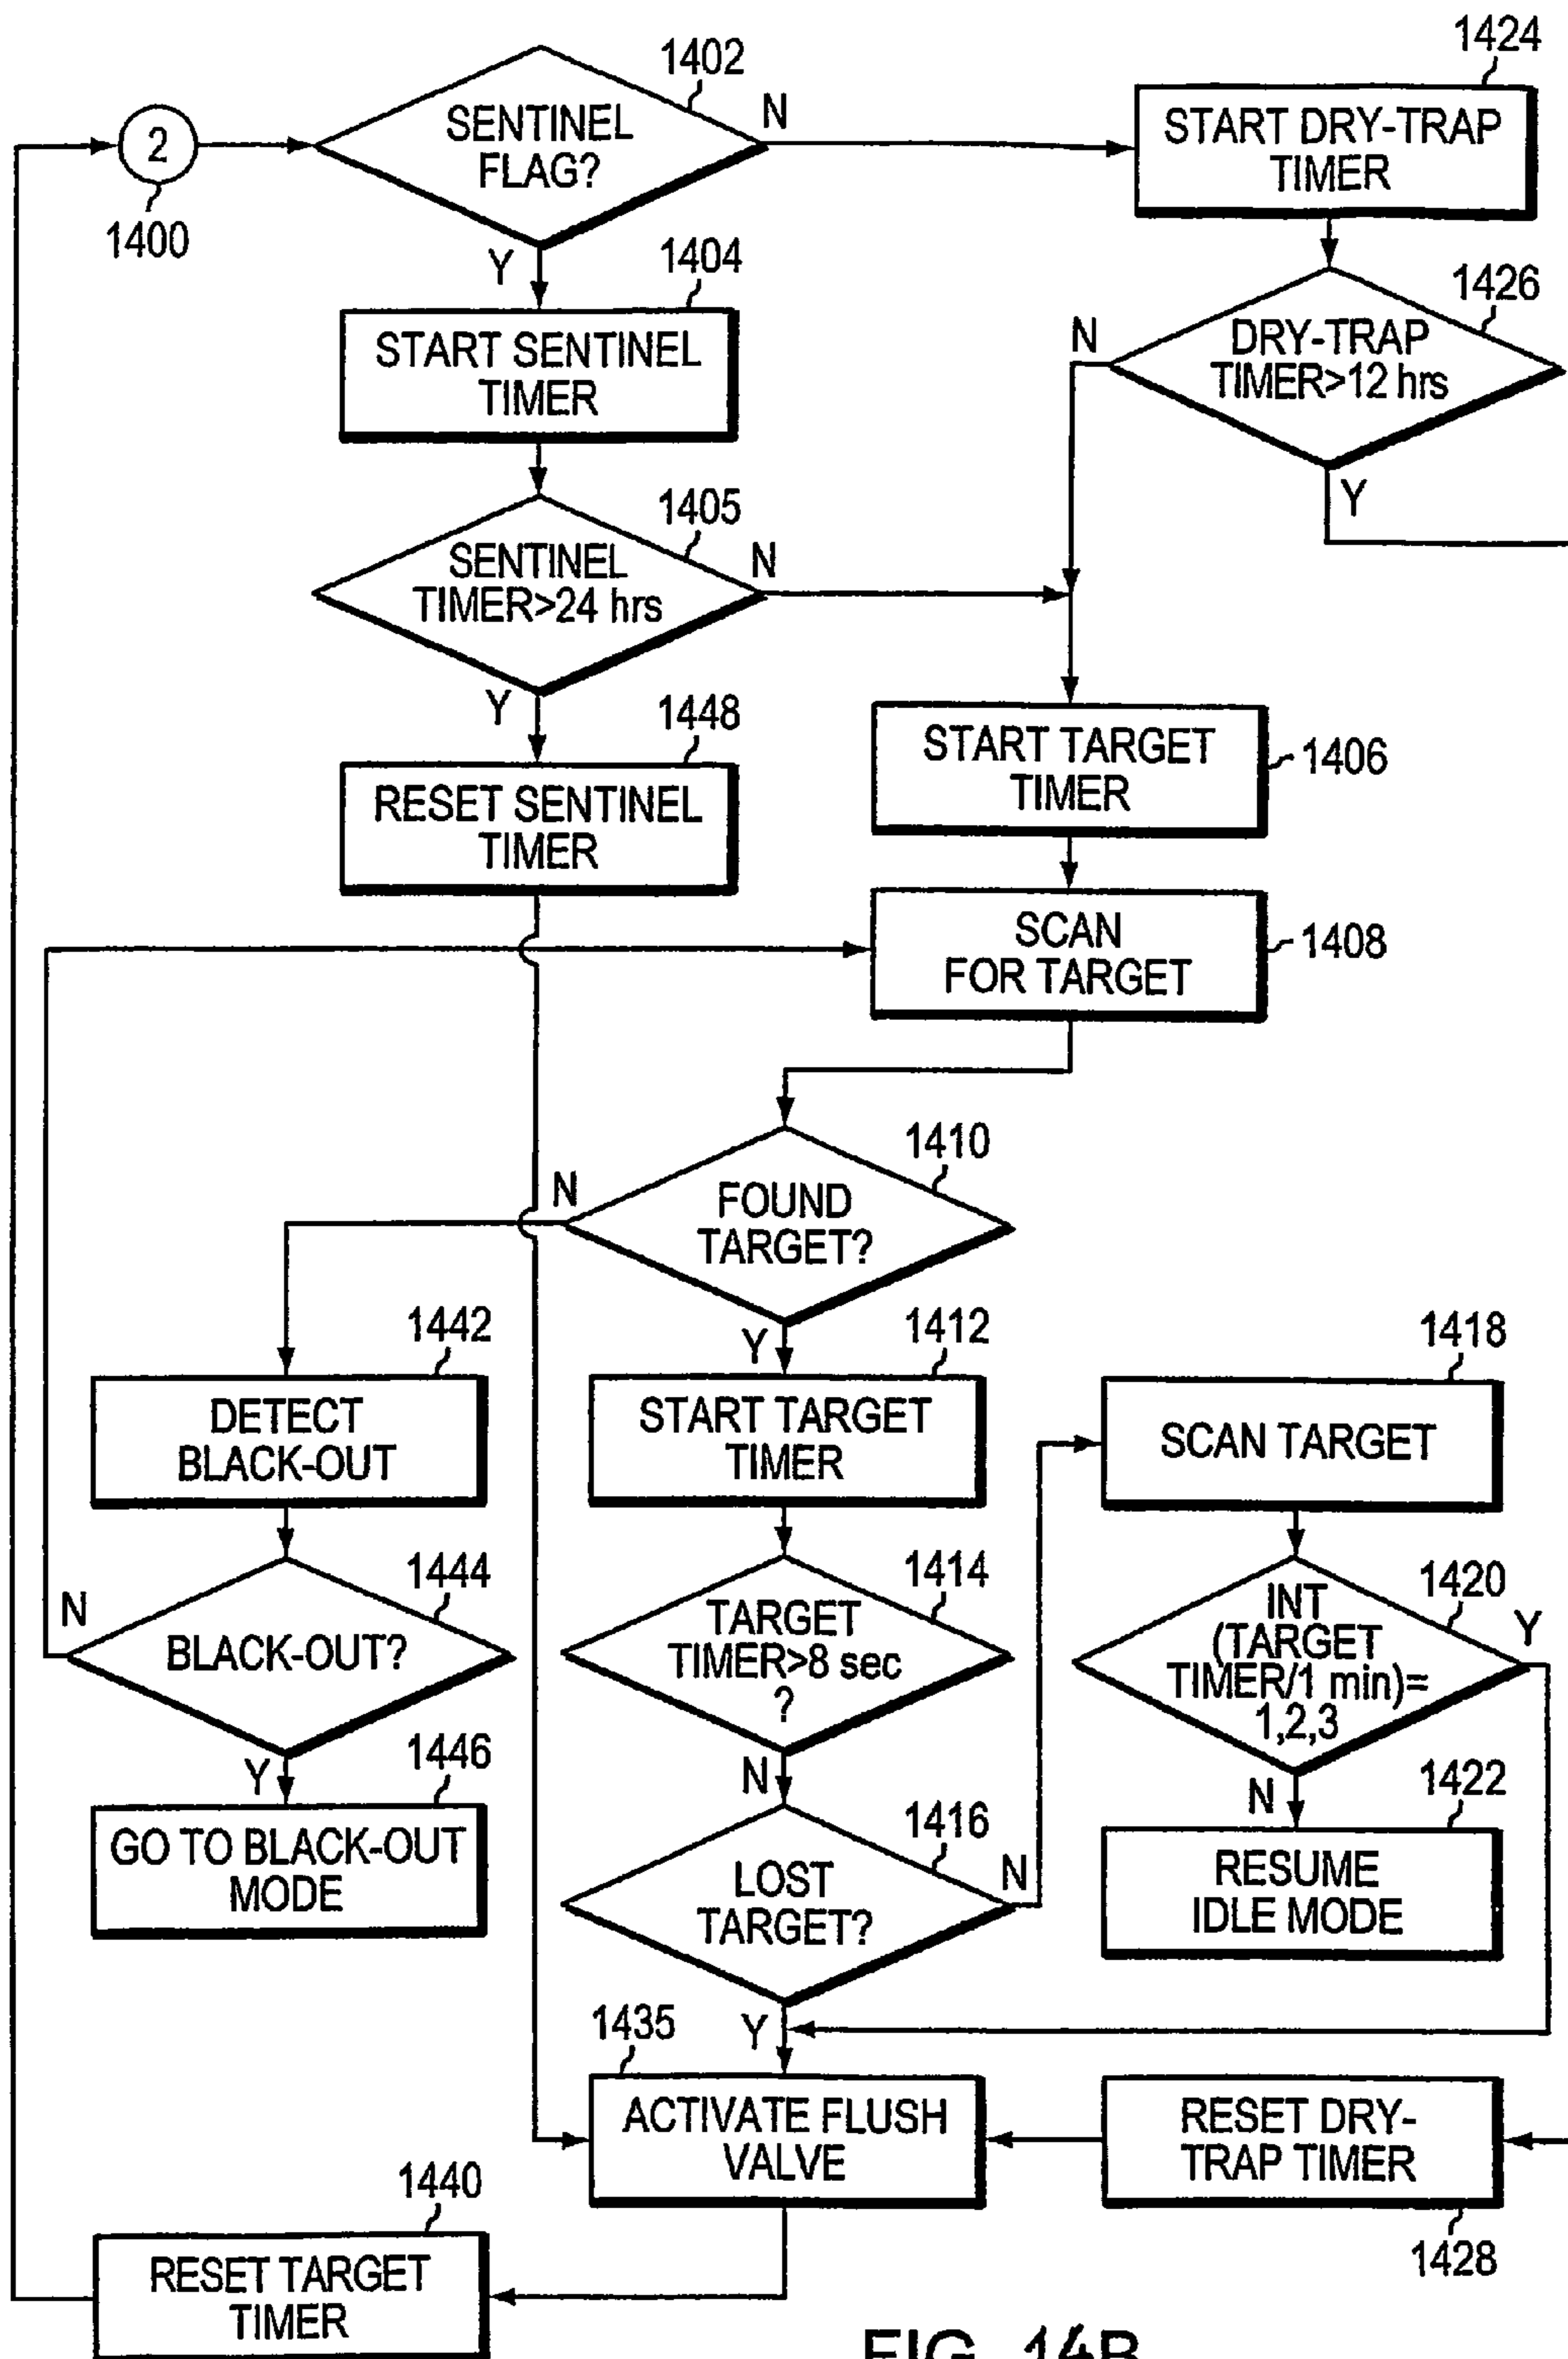 1402
SENTINEL
FLAG?
N
Y
2
1400
1424
START DRY-TRAP
TIMER
1426
DRY-TRAP
TIMER>12 hrs
N
Y
1404
START SENTINEL
TIMER
1405
SENTINEL
TIMER>24 hrs
N
Y
1448
RESET SENTINEL
TIMER
START TARGET
TIMER
1406
SCAN
FOR TARGET
1408
1410
FOUND
TARGET?
N
Y
1442
DETECT
BLACK-OUT
1444
BLACK-OUT?
N
Y
1446
GO TO BLACK-OUT
MODE
1412
START TARGET
TIMER
1414
TARGET
TIMER>8 sec
?
N
1416
LOST
TARGET?
N
Y
1418
SCAN TARGET
1420
INT
(TARGET
TIMER/1 min)=
1,2,3
Y
N
1422
RESUME
IDLE MODE
1435
ACTIVATE FLUSH
VALVE
RESET DRY-
TRAP TIMER
1428
1440
RESET TARGET
TIMER
FIG. 14B